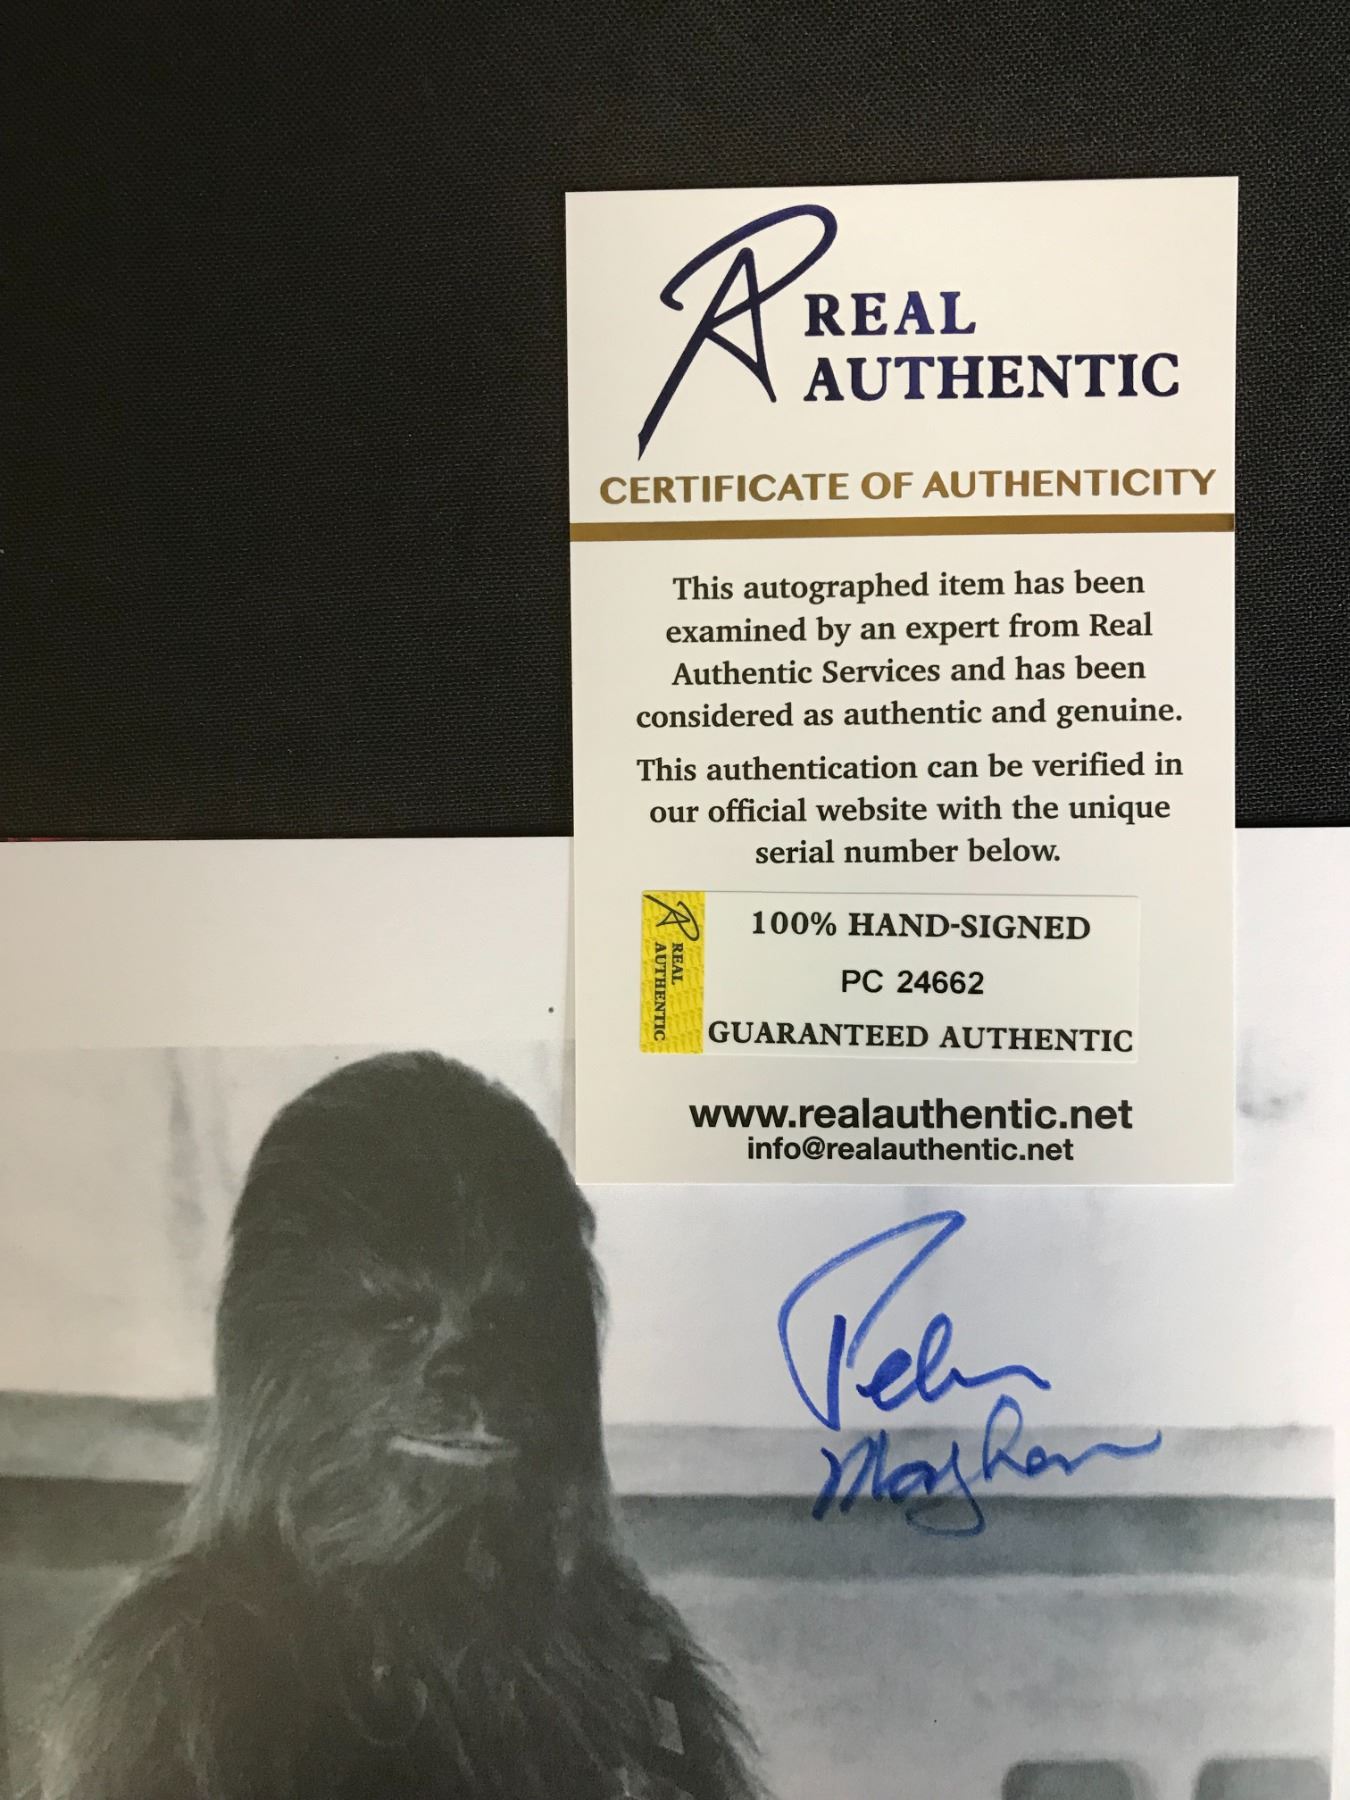 REAL
AUTHENTIC
CERTIFICATE OF AUTHENTICITY
This autographed item has been
examined by an expert from Real
Authentic Services and has been
considered as authentic and genuine.
This authentication can be verified in
our official website with the unique
serial number below.
REAL
AUTHENTIC
100% HAND-SIGNED
PC 24662
GUARANTEED AUTHENTIC
www.realauthentic.net
info@realauthentic.net